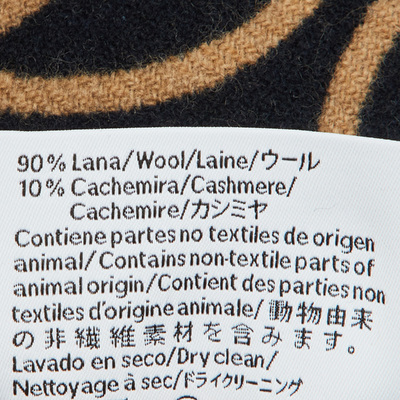 90% Lana/Wool/Laine/ウール
10% Cachemira/Cashmere/
Cachemire/カシミヤ
Contiene partes no textiles de origen
animal/Contains non-textile parts of
animal origin/Contient des parties non
textiles d'origine animale/動物由来
の非繊維素材を含みます。
Lavado en seco/Dry clean/
Nettoyage à sec/ドライクリーニング